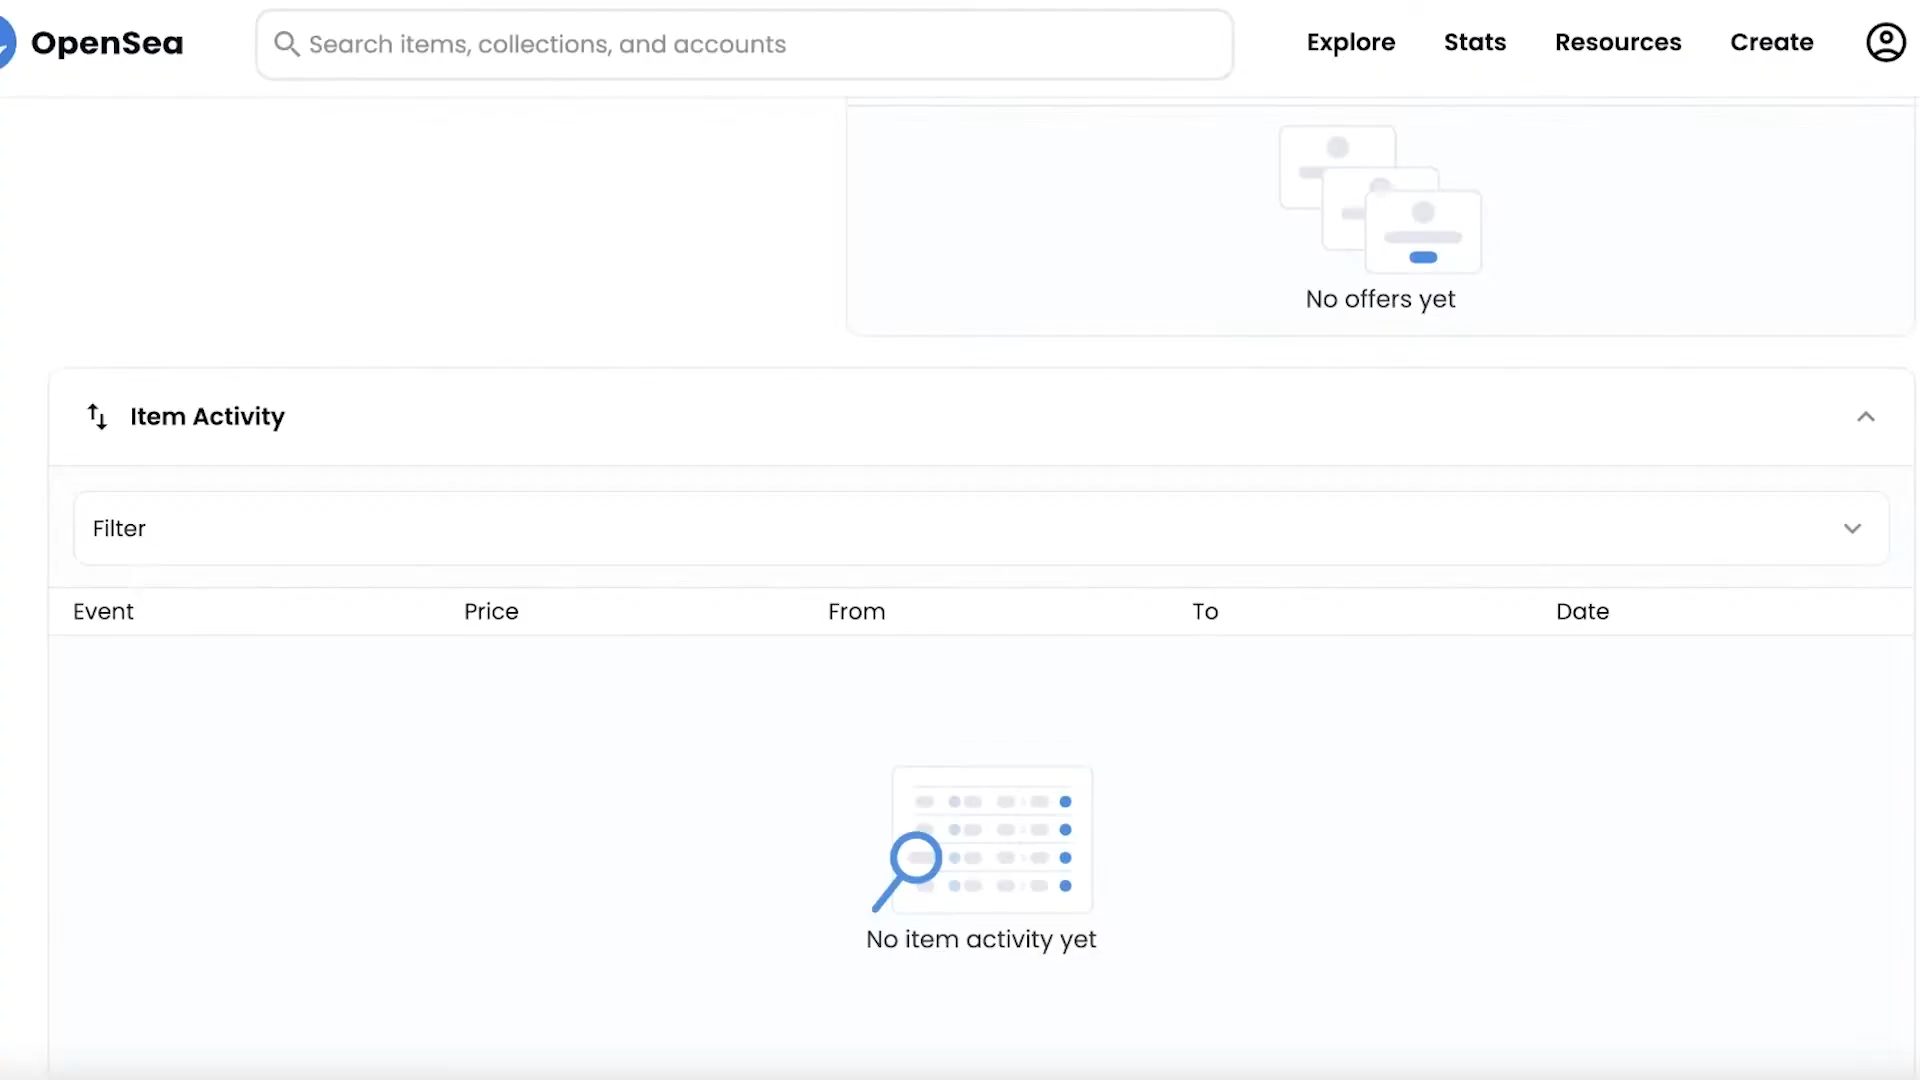 OpenSea
Search items, collections, and accounts
Explore
Stats
Resources
Create
No offers yet
Item Activity
Filter
Event
Price
From
To
Date
No item activity yet